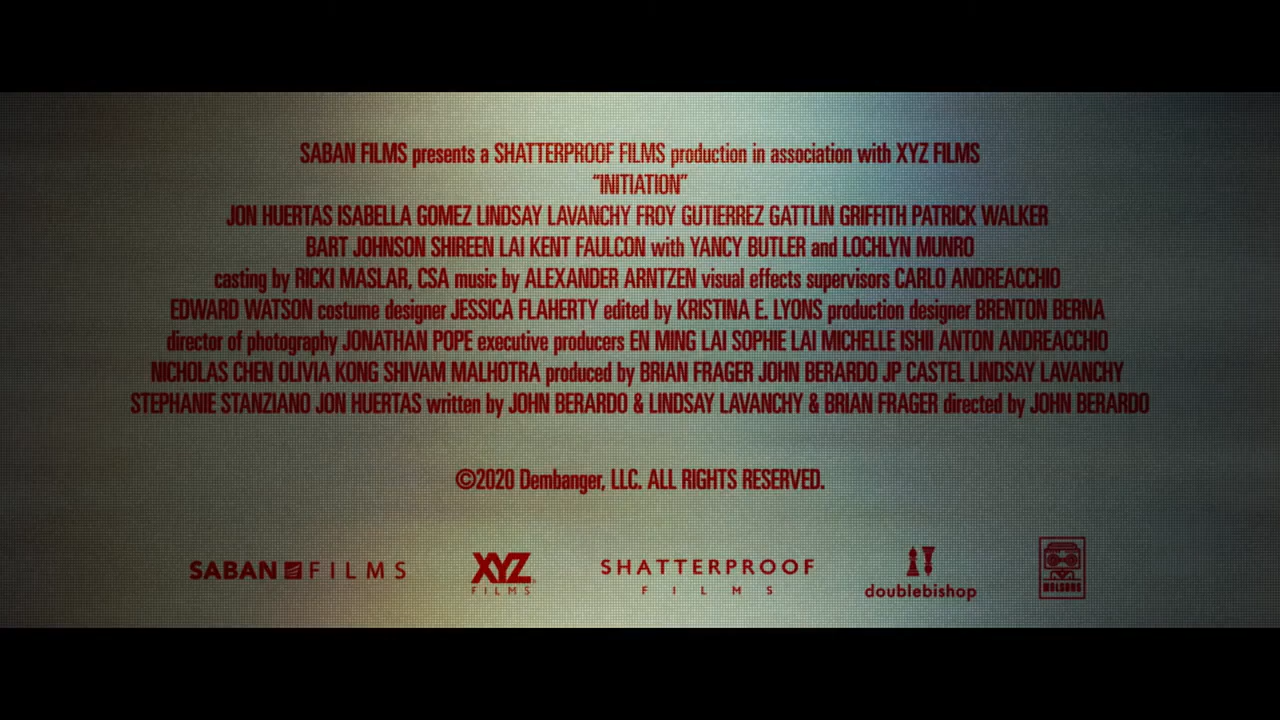 SABAN FILMS presents a SHATTERPROOF FILMS production in association with XYZ FILMS
“INITIATION”
JON HUERTAS ISABELLA GOMEZ LINDSAY LAVANCHY FROY GUTIERREZ GATTLIN GRIFFITH PATRICK WALKER
BART JOHNSON SHIREEN LAI KENT FAULCON with YANCY BUTLER and LOCHLYN MUNRO
casting by RICKI MASLAR, CSA music by ALEXANDER ARNTZEN visual effects supervisors CARLO ANDREACCHIO
EDWARD WATSON costume designer JESSICA FLAHERTY edited by KRISTINA E. LYONS production designer BRENTON BERNA
director of photography JONATHAN POPE executive producers EN MING LAI SOPHIE LAI MICHELLE ISHII ANTON ANDREACCHIO
NICHOLAS CHEN OLIVIA KONG SHIVAM MALHOTRA produced by BRIAN FRAGER JOHN BERARDO JP CASTEL LINDSAY LAVANCHY
STEPHANIE STANZIANO JON HUERTAS written by JOHN BERARDO & LINDSAY LAVANCHY & BRIAN FRAGER directed by JOHN BERARDO
©2020 Dembanger, LLC. ALL RIGHTS RESERVED.
SABAN FILMS
XYZ
FILMS
SHATTERPROOF
FILMS
doublebishop